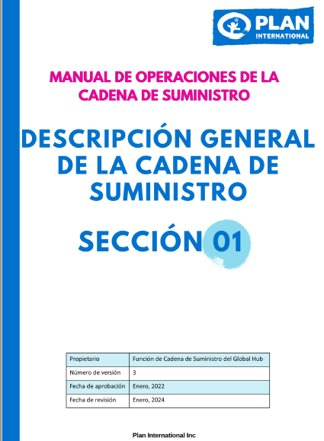 PLAN
INTERNATIONAL
MANUAL DE OPERACIONES DE LA
CADENA DE SUMINISTRO
DESCRIPCIÓN GENERAL
DE LA CADENA DE
SUMINISTRO
SECCIÓN 01
Propietario Función de Cadena de Suministro del Global Hub
Número de versión 3
Fecha de aprobación Enero, 2022
Fecha de revisión Enero, 2024
Plan International Inc